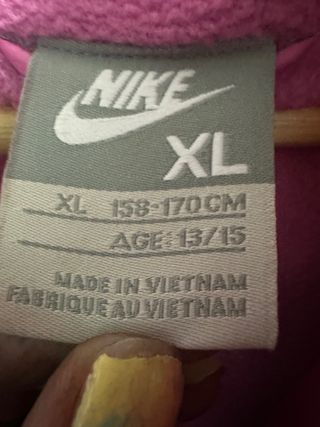 NIKE
XL
XL 158-170CM
AGE: 13/15
MADE IN VIETNAM
FABRIQUE AU VIETNAM